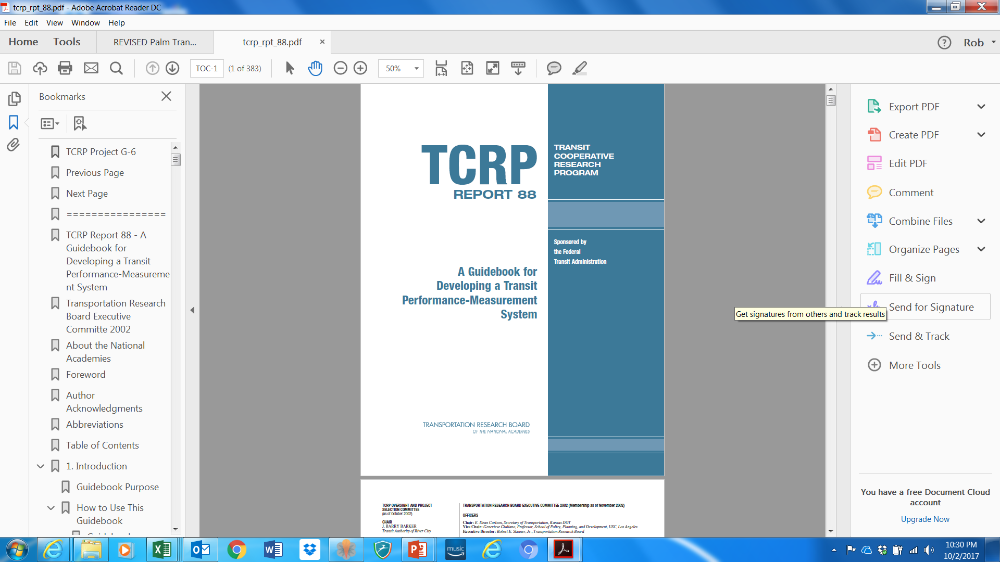 tcrp_rpt_88.pdf - Adobe Acrobat Reader DC
File Edit View Window Help
Home Tools REVISED Palm Tran... tcrp_rpt_88.pdf × Rob
TOC-1 (1 of 383) 50%
Bookmarks
TCRP Project G-6
Previous Page
Next Page
================
TCRP Report 88 - A
Guidebook for
Developing a Transit
Performance-Measureme
nt System
Transportation Research
Board Executive
Committe 2002
About the National
Academies
Foreword
Author
Acknowledgments
Abbreviations
Table of Contents
1. Introduction
Guidebook Purpose
How to Use This
Guidebook
TCRP
REPORT 88
TRANSIT
COOPERATIVE
RESEARCH
PROGRAM
Sponsored by
the Federal
Transit Administration
A Guidebook for
Developing a Transit
Performance-Measurement
System
TRANSPORTATION RESEARCH BOARD
OF THE NATIONAL ACADEMIES
TCRP OVERSIGHT AND PROJECT
SELECTION COMMITTEE
(as of October 2002)
CHAIR
J. BARRY BARKER
Transit Authority of River City
TRANSPORTATION RESEARCH BOARD EXECUTIVE COMMITTEE 2002 (Membership as of November 2002)
OFFICERS
Chair: E. Dean Carlson, Secretary of Transportation, Kansas DOT
Vice Chair: Genevieve Giuliano, Professor, School of Policy, Planning, and Development, USC, Los Angeles
Executive Director: Robert E. Skinner, Jr., Transportation Research Board
Export PDF
Create PDF
Edit PDF
Comment
Combine Files
Organize Pages
Fill & Sign
Send for Signature
Get signatures from others and track results
Send & Track
More Tools
You have a free Document Cloud
account
Upgrade Now
music
10:30 PM
10/2/2017